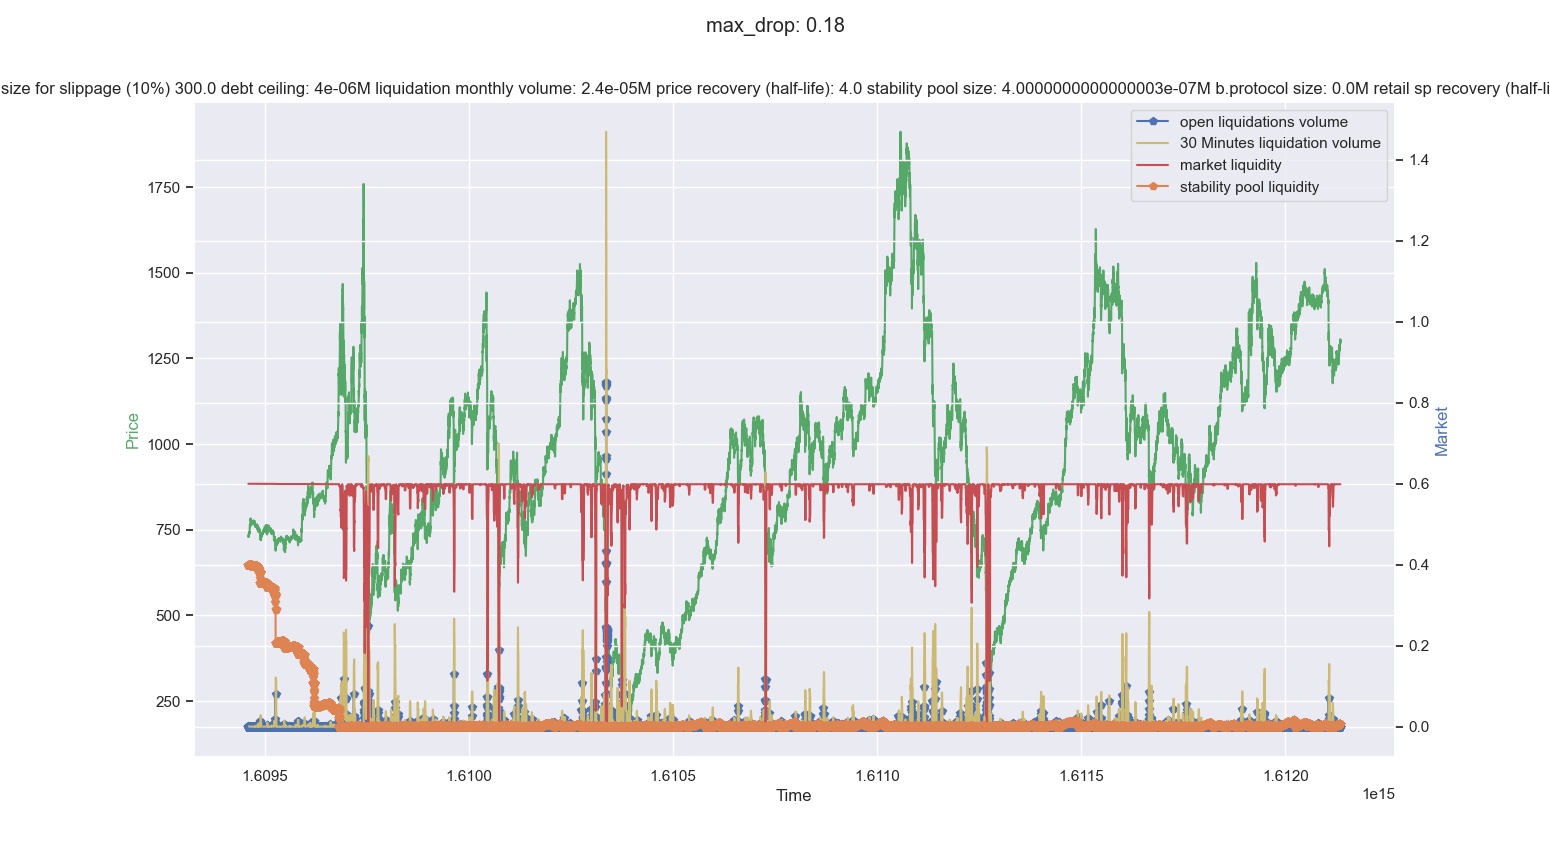 max_drop: 0.18
size for slippage (10%) 300.0 debt ceiling: 4e-06M liquidation monthly volume: 2.4e-05M price recovery (half-life): 4.0 stability pool size: 4.0000000000000003e-07M b.protocol size: 0.0M retail sp recovery (half-li
open liquidations volume
30 Minutes liquidation volume
market liquidity
stability pool liquidity
1750
1500
1250
1000
750
500
250
Price
1.4
1.2
1.0
0.8
0.6
0.4
0.2
0.0
Market
1.6095
1.6100
1.6105
1.6110
1.6115
1.6120
1e15
Time